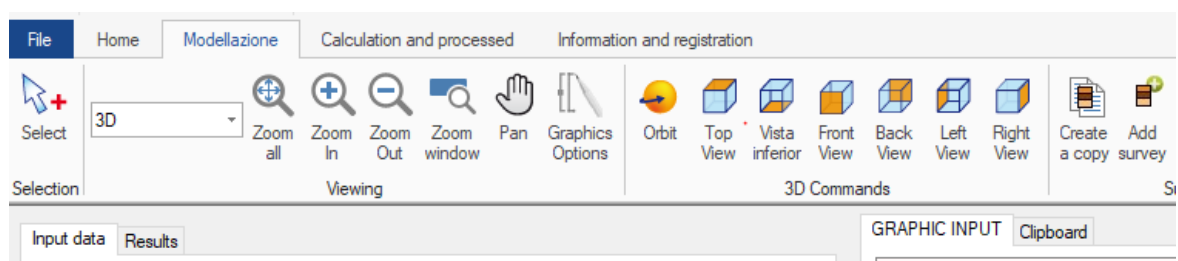 File Home Modellazione Calculation and processed Information and registration
3D
Select Zoom all Zoom In Zoom Out Zoom window Pan Graphics Options Orbit Top View Vista inferior Front View Back View Left View Right View Create a copy Add survey
Selection Viewing 3D Commands
Input data Results GRAPHIC INPUT Clipboard